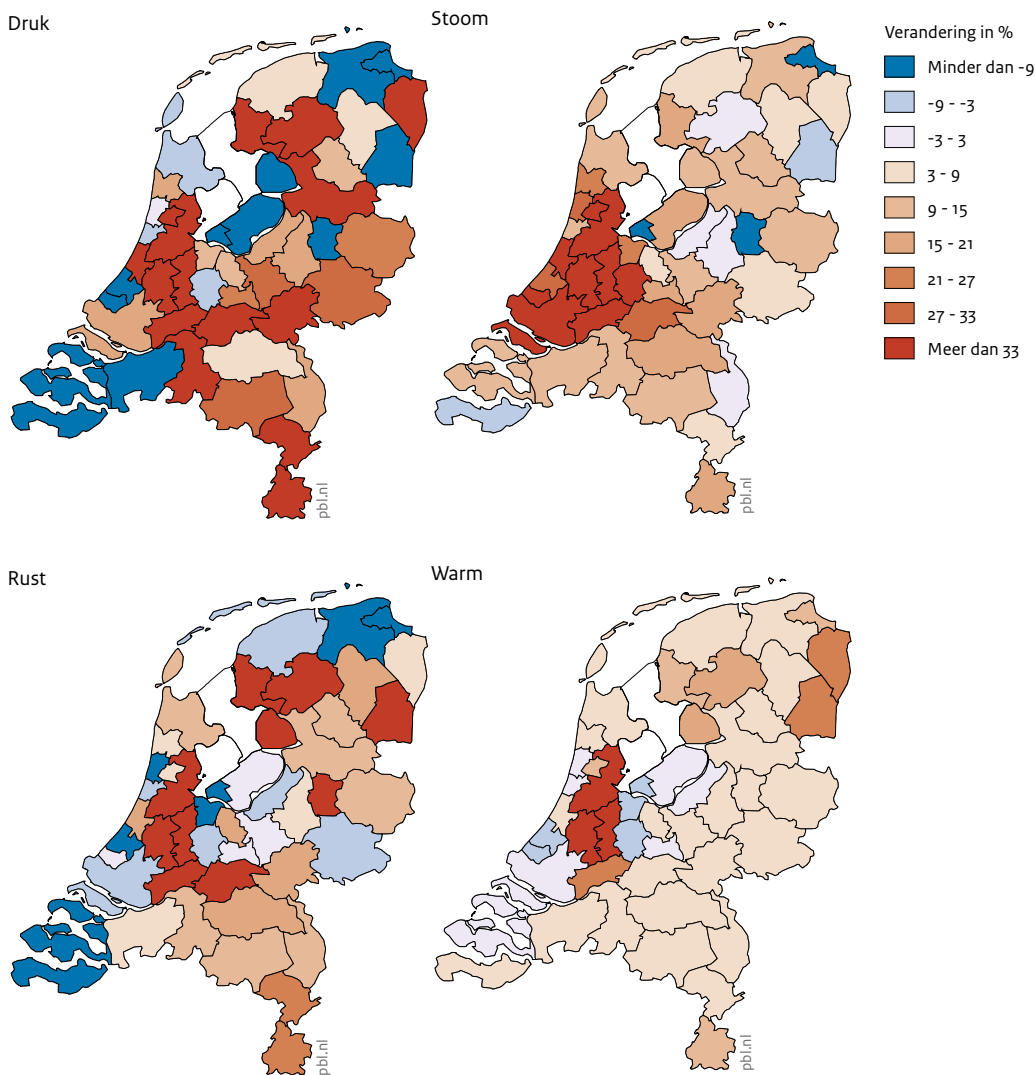 Druk
Stoom
Verandering in %
Minder dan -9
-9 - -3
-3 - 3
3 - 9
9 - 15
15 - 21
21 - 27
27 - 33
Meer dan 33
pbl.nl
pbl.nl
Rust
Warm
pbl.nl
pbl.nl